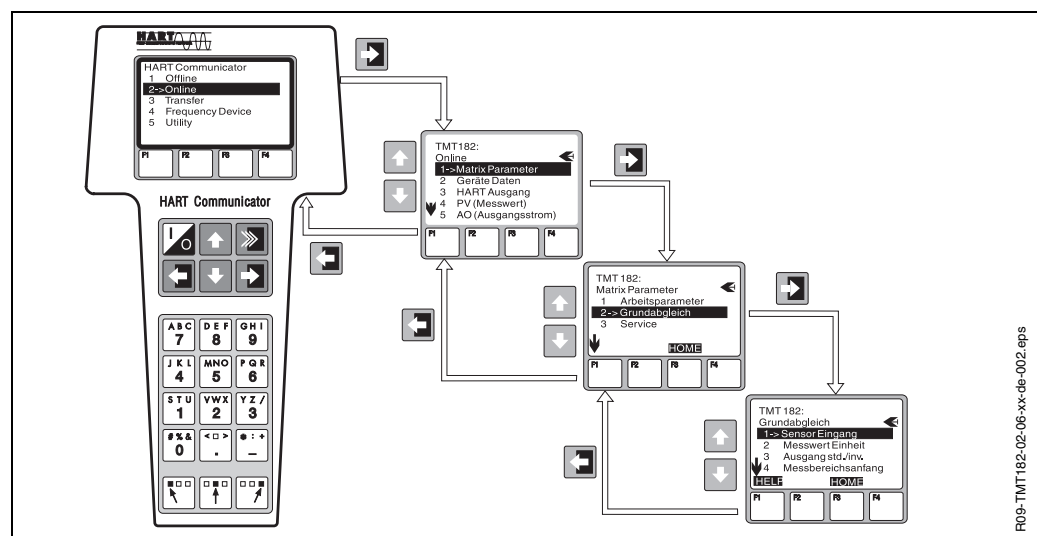 HART
HART Communicator
1 Offline
2->Online
3 Transfer
4 Frequency Device
5 Utility
F1 F2 F3 F4
HART Communicator
I/O
ABC DEF GHI
7 8 9
JKL MNO PQR
4 5 6
STU VWX YZ/
1 2 3
#%& <□> *:+
0 . –
TMT182:
Online
1->Matrix Parameter
2 Geräte Daten
3 HART Ausgang
4 PV (Messwert)
5 AO (Ausgangsstrom)
F1 F2 F3 F4
TMT 182:
Matrix Parameter
1 Arbeitsparameter
2-> Grundabgleich
3 Service
HOME
F1 F2 F3 F4
TMT 182:
Grundabgleich
1-> Sensor Eingang
2 Messwert Einheit
3 Ausgang std./inv.
4 Messbereichsanfang
HELP HOME
F1 F2 F3 F4
R09-TMT182-02-06-xx-de-002.eps